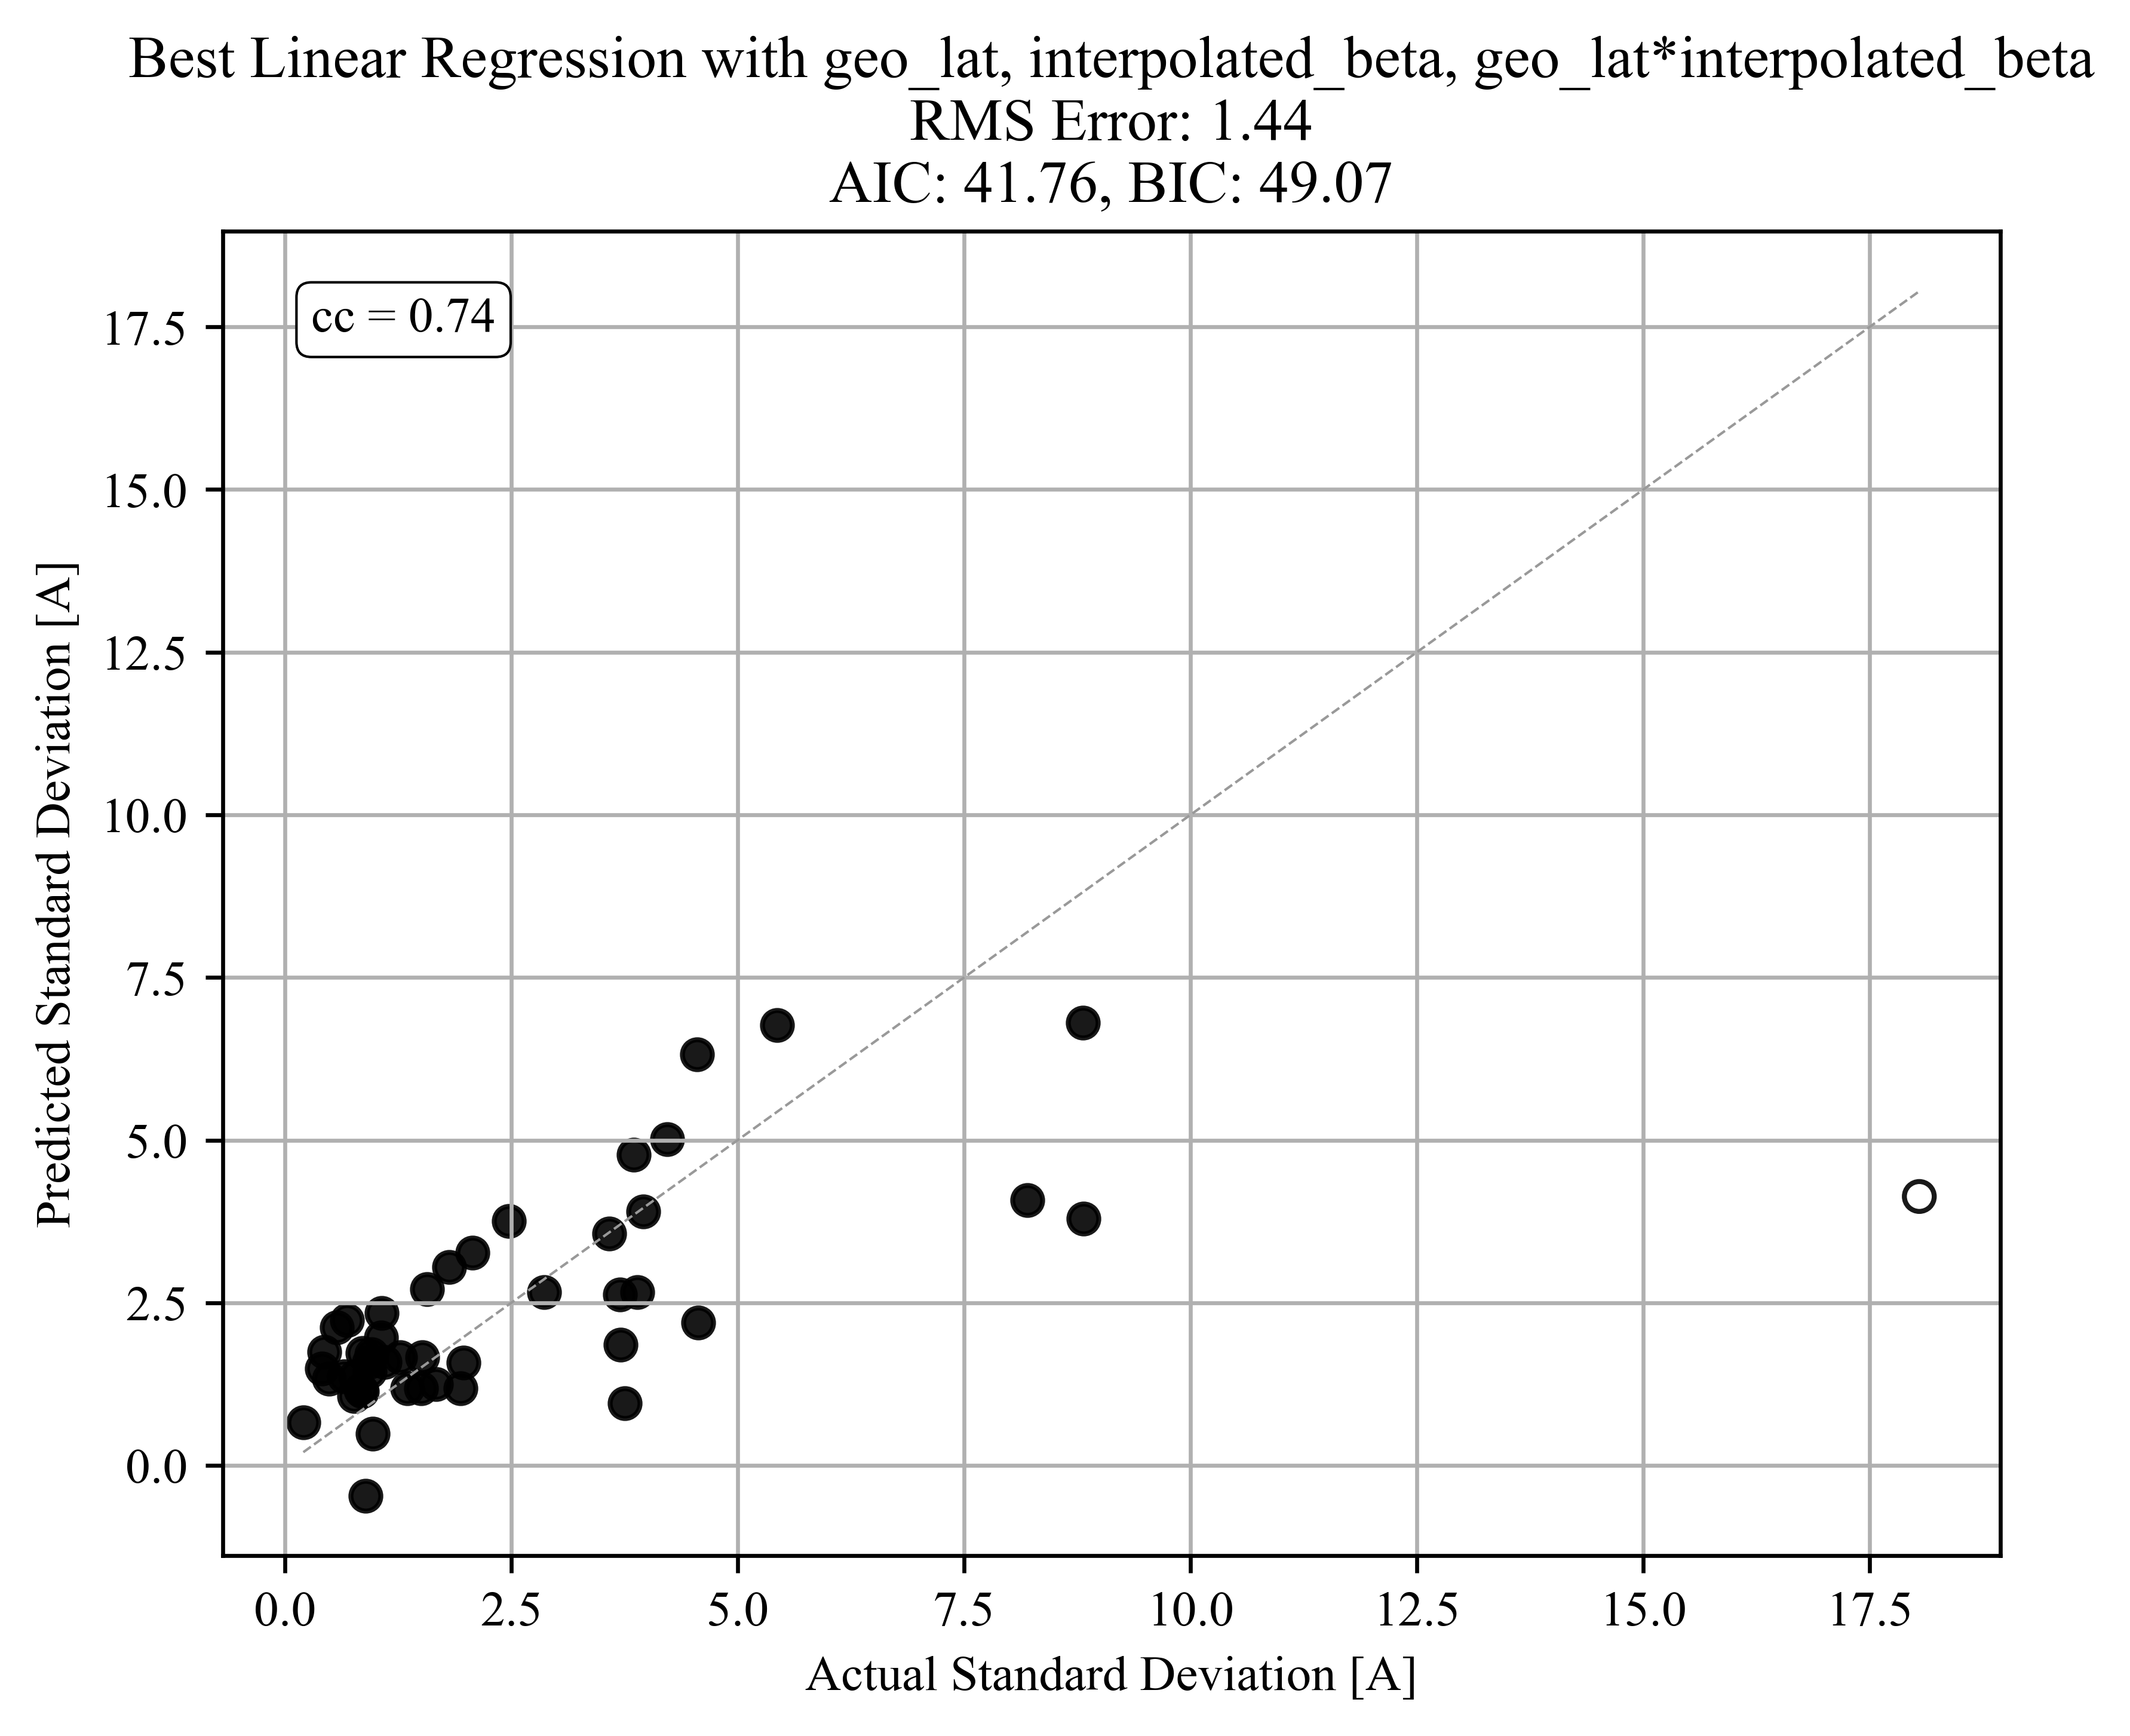 Best Linear Regression with geo_lat, interpolated_beta, geo_lat*interpolated_beta
RMS Error: 1.44
AIC: 41.76, BIC: 49.07
cc = 0.74
17.5
15.0
12.5
10.0
7.5
5.0
2.5
0.0
Predicted Standard Deviation [A]
0.0 2.5 5.0 7.5 10.0 12.5 15.0 17.5
Actual Standard Deviation [A]